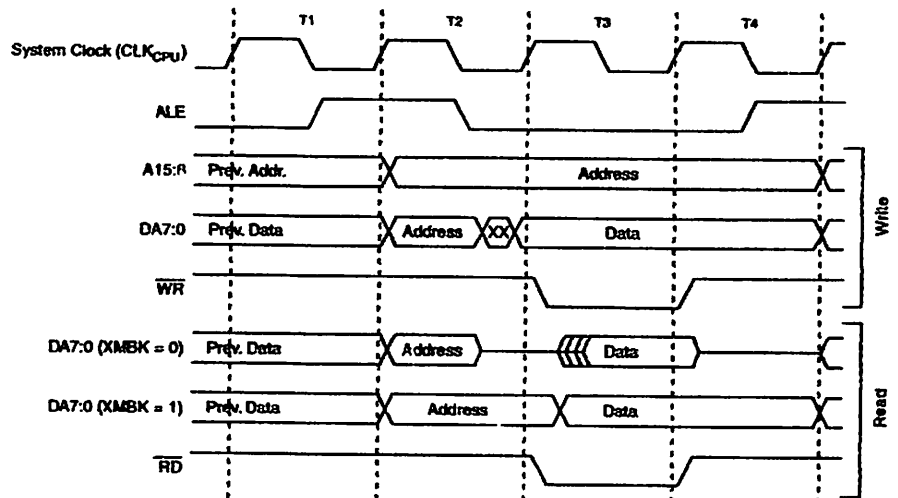 T1 T2 T3 T4
System Clock (CLKCPU)
ALE
A15:8 Prev. Addr. Address
DA7:0 Prev. Data Address XX Data
WR
Write
DA7:0 (XMBK = 0) Prev. Data Address Data
DA7:0 (XMBK = 1) Prev. Data Address Data
RD
Read